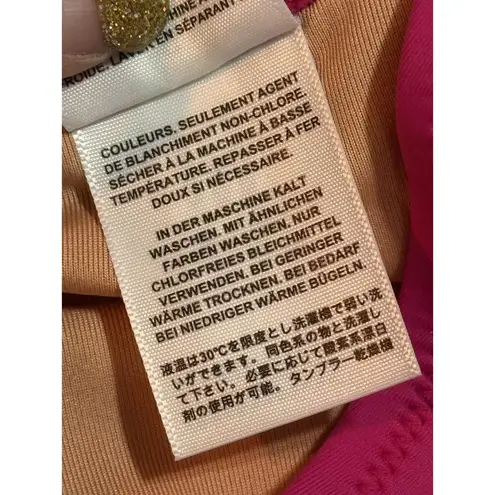 MACHINE À
FROIDE. LAVER EN SÉPARANT
COULEURS. SEULEMENT AGENT
DE BLANCHIMENT NON-CHLORE.
SÉCHER À LA MACHINE À BASSE
TEMPÉRATURE. REPASSER À FER
DOUX SI NÉCESSAIRE.
IN DER MASCHINE KALT
WASCHEN. MIT ÄHNLICHEN
FARBEN WASCHEN. NUR
CHLORFREIES BLEICHMITTEL
VERWENDEN. BEI GERINGER
WÄRME TROCKNEN. BEI BEDARF
BEI NIEDRIGER WÄRME BÜGELN.
液温は30℃を限度とし洗濯機で弱い洗
いができます。同色系の物と洗濯し
て下さい。必要に応じて酸素系漂白
剤の使用が可能。タンブラー乾燥機